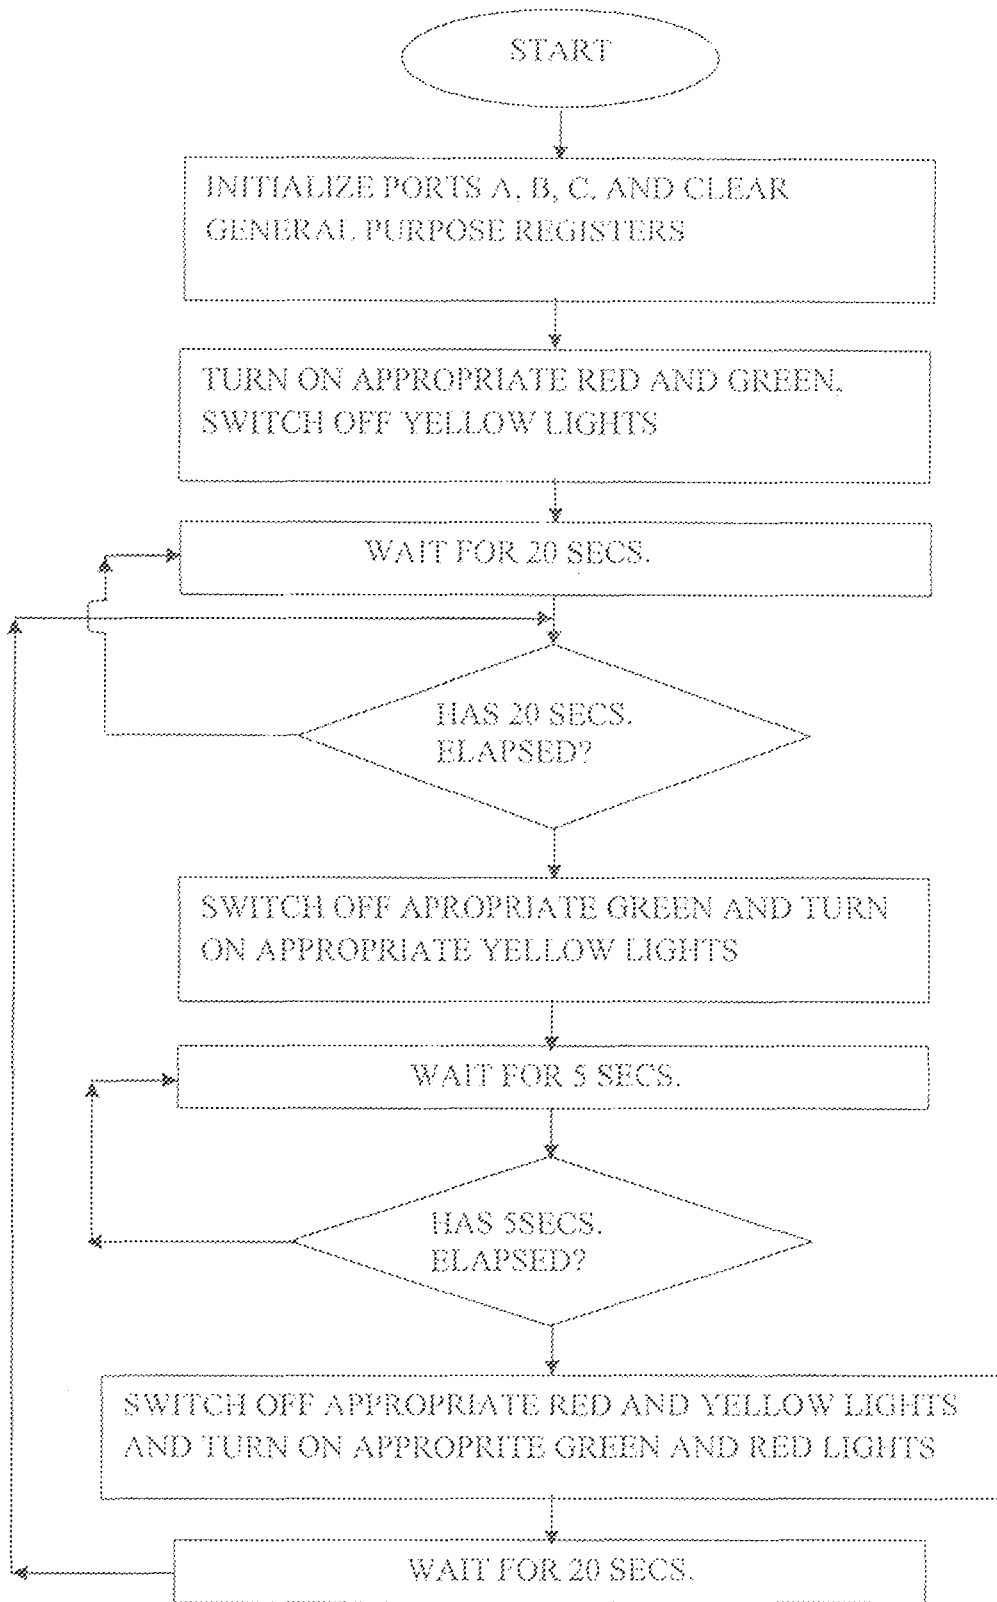 START
INITIALIZE PORTS A, B, C, AND CLEAR
GENERAL PURPOSE REGISTERS
TURN ON APPROPRIATE RED AND GREEN,
SWITCH OFF YELLOW LIGHTS
WAIT FOR 20 SECS.
HAS 20 SECS.
ELAPSED?
SWITCH OFF APROPRIATE GREEN AND TURN
ON APPROPRIATE YELLOW LIGHTS
WAIT FOR 5 SECS.
HAS 5SECS.
ELAPSED?
SWITCH OFF APPROPRIATE RED AND YELLOW LIGHTS
AND TURN ON APPROPRITE GREEN AND RED LIGHTS
WAIT FOR 20 SECS.